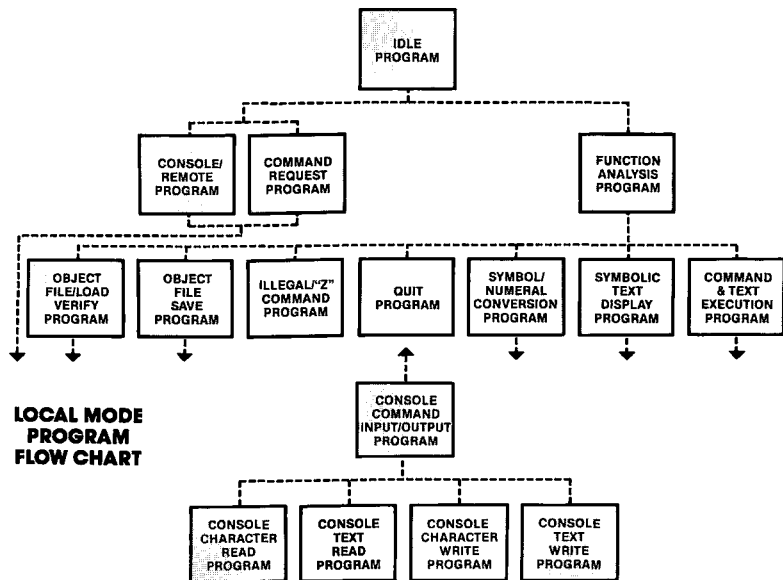 IDLE
PROGRAM
CONSOLE/
REMOTE
PROGRAM
COMMAND
REQUEST
PROGRAM
FUNCTION
ANALYSIS
PROGRAM
OBJECT
FILE/LOAD
VERIFY
PROGRAM
OBJECT
FILE
SAVE
PROGRAM
ILLEGAL/"Z"
COMMAND
PROGRAM
QUIT
PROGRAM
SYMBOL/
NUMERAL
CONVERSION
PROGRAM
SYMBOLIC
TEXT
DISPLAY
PROGRAM
COMMAND
& TEXT
EXECUTION
PROGRAM
LOCAL MODE
PROGRAM
FLOW CHART
CONSOLE
COMMAND
INPUT/OUTPUT
PROGRAM
CONSOLE
CHARACTER
READ
PROGRAM
CONSOLE
TEXT
READ
PROGRAM
CONSOLE
CHARACTER
WRITE
PROGRAM
CONSOLE
TEXT
WRITE
PROGRAM